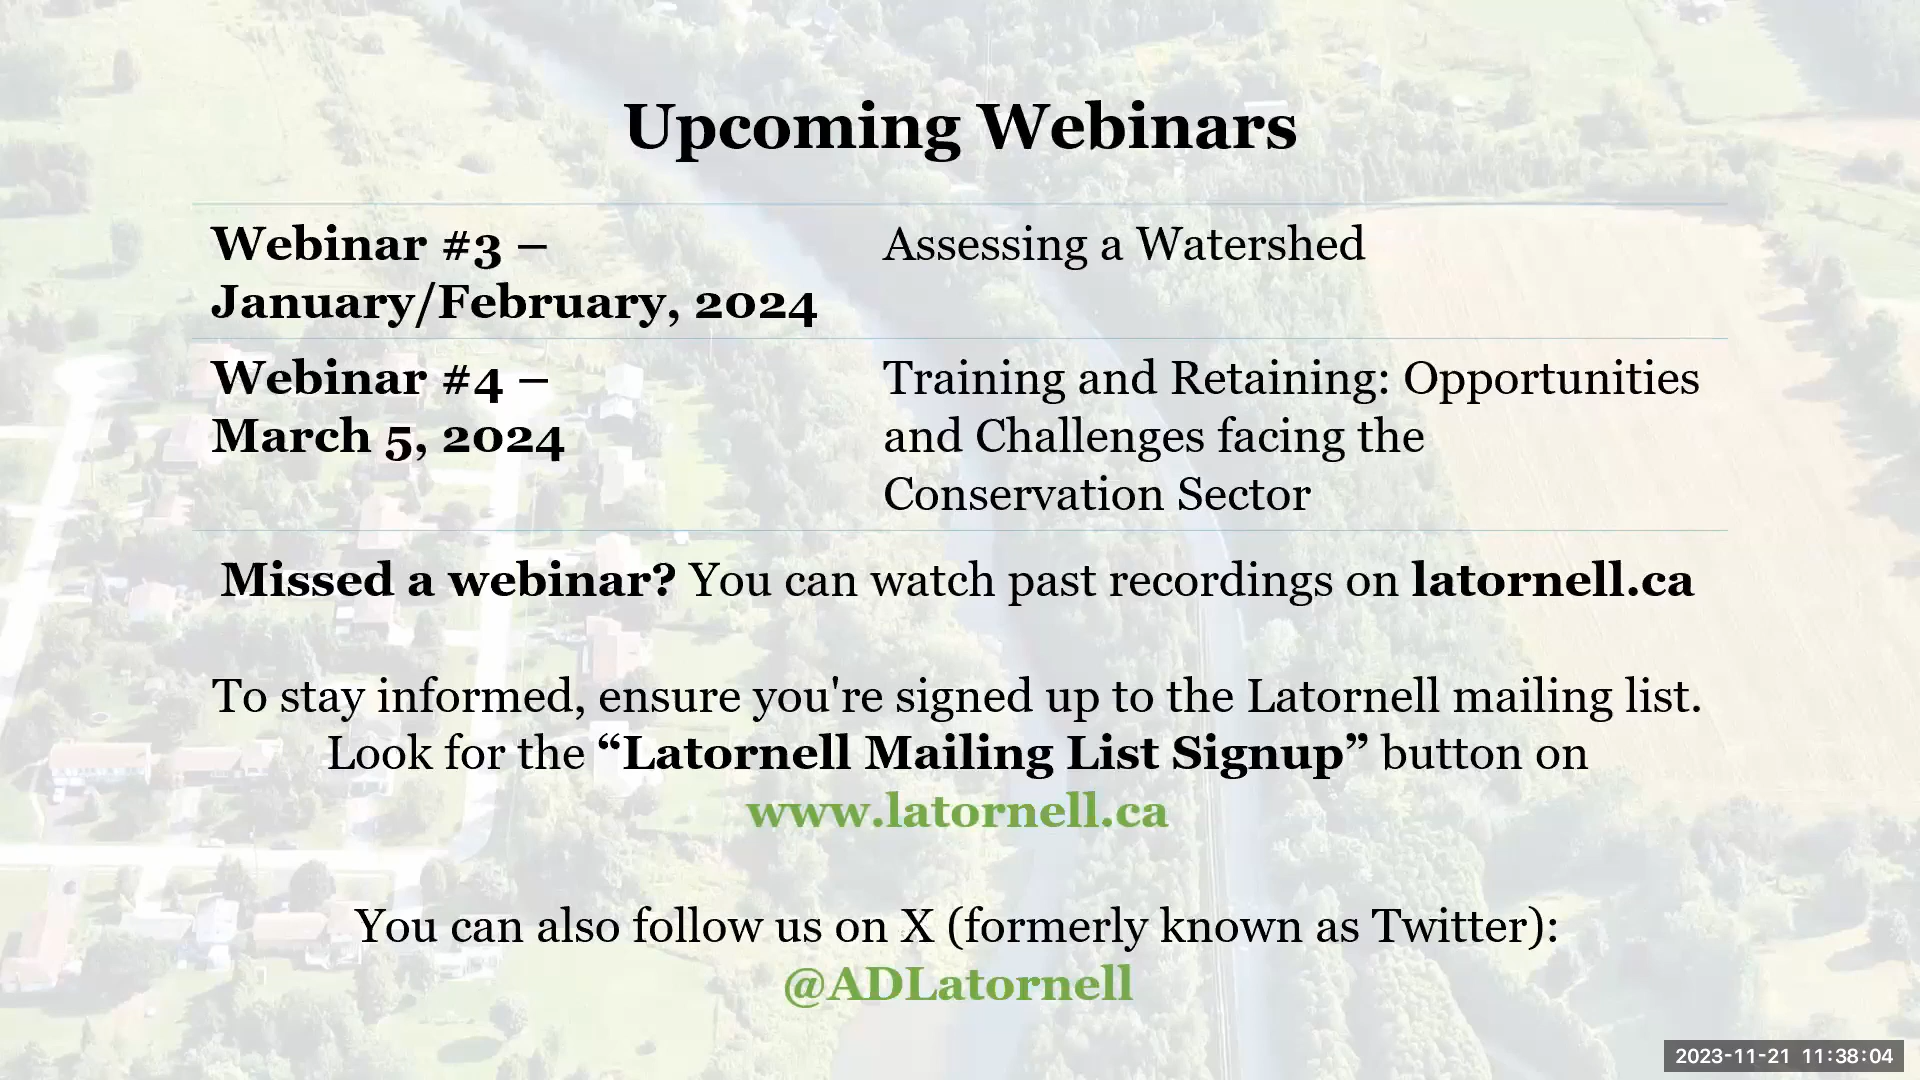 Upcoming Webinars
Webinar #3 –
January/February, 2024
Assessing a Watershed
Webinar #4 –
March 5, 2024
Training and Retaining: Opportunities
and Challenges facing the
Conservation Sector
Missed a webinar? You can watch past recordings on latornell.ca
To stay informed, ensure you're signed up to the Latornell mailing list.
Look for the “Latornell Mailing List Signup” button on
www.latornell.ca
You can also follow us on X (formerly known as Twitter):
@ADLatornell
2023-11-21 11:38:04